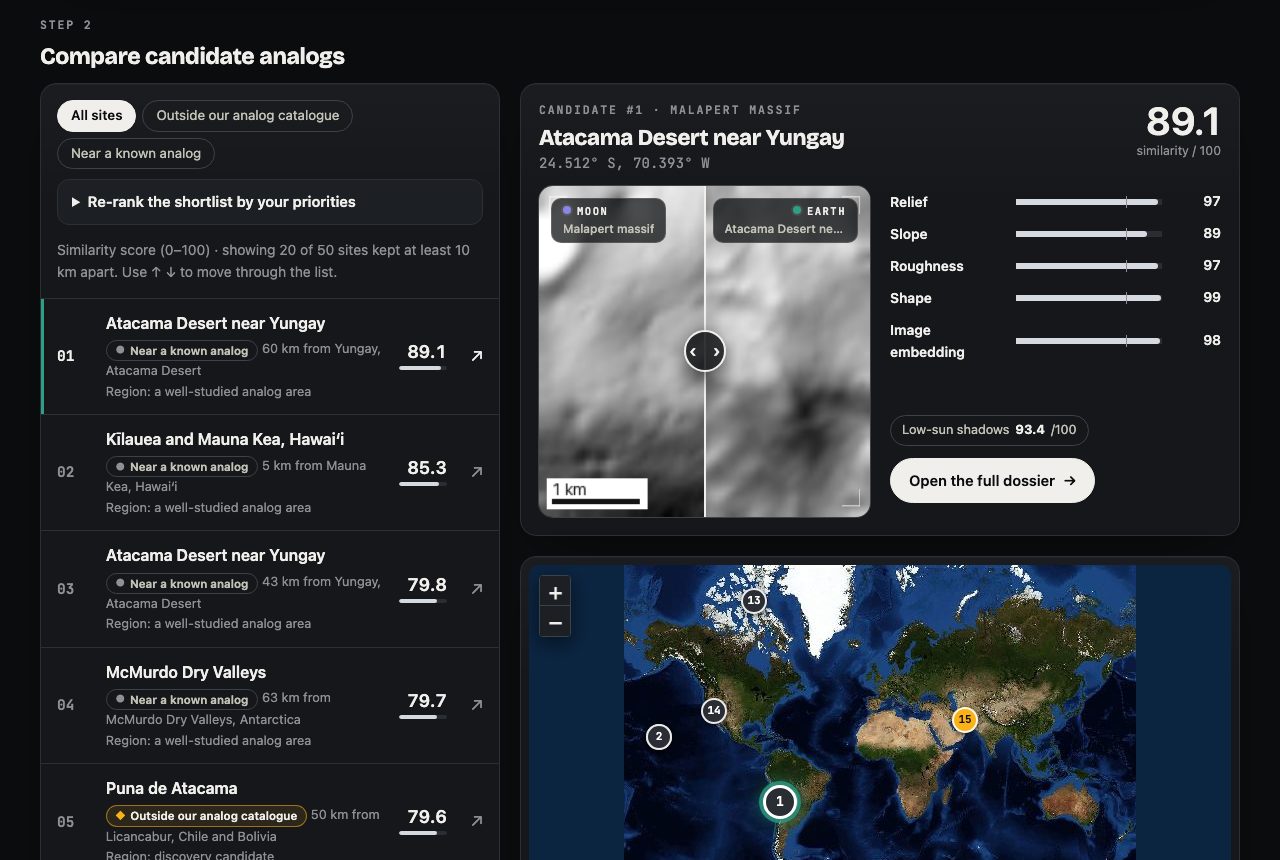 STEP 2
Compare candidate analogs
All sites
Outside our analog catalogue
Near a known analog
Re-rank the shortlist by your priorities
Similarity score (0–100) · showing 20 of 50 sites kept at least 10
km apart. Use ↑ ↓ to move through the list.
01
Atacama Desert near Yungay
Near a known analog 60 km from Yungay,
Atacama Desert
Region: a well-studied analog area
89.1
02
Kīlauea and Mauna Kea, Hawaiʻi
Near a known analog 5 km from Mauna
Kea, Hawaiʻi
Region: a well-studied analog area
85.3
03
Atacama Desert near Yungay
Near a known analog 43 km from Yungay,
Atacama Desert
Region: a well-studied analog area
79.8
04
McMurdo Dry Valleys
Near a known analog 63 km from
McMurdo Dry Valleys, Antarctica
Region: a well-studied analog area
79.7
05
Puna de Atacama
Outside our analog catalogue 50 km from
Licancabur, Chile and Bolivia
Region: discovery candidate
79.6
CANDIDATE #1 · MALAPERT MASSIF
Atacama Desert near Yungay
24.512° S, 70.393° W
89.1
similarity / 100
MOON
Malapert massif
EARTH
Atacama Desert ne...
1 km
Relief 97
Slope 89
Roughness 97
Shape 99
Image
embedding 98
Low-sun shadows 93.4 /100
Open the full dossier →
+
−
13
14
15
2
1